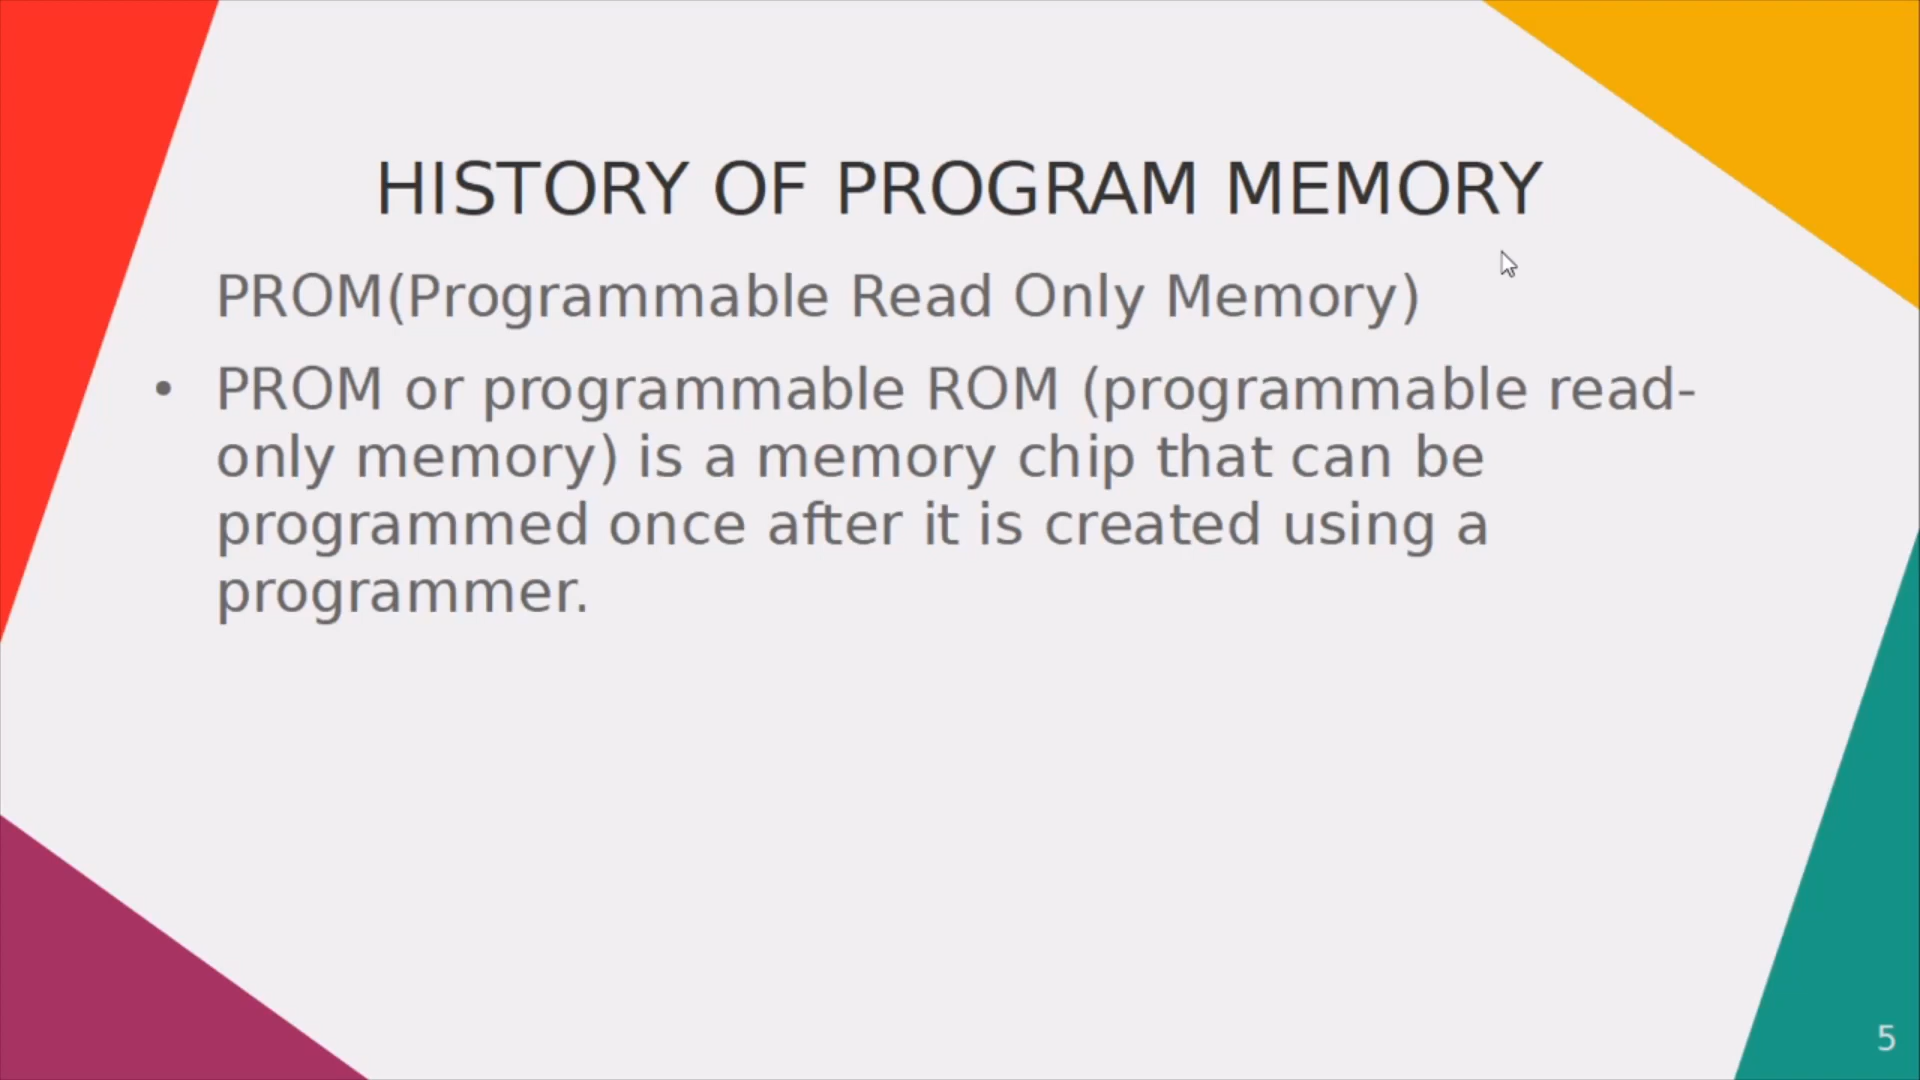 HISTORY OF PROGRAM MEMORY
PROM(Programmable Read Only Memory)
• PROM or programmable ROM (programmable read-
only memory) is a memory chip that can be
programmed once after it is created using a
programmer.
5